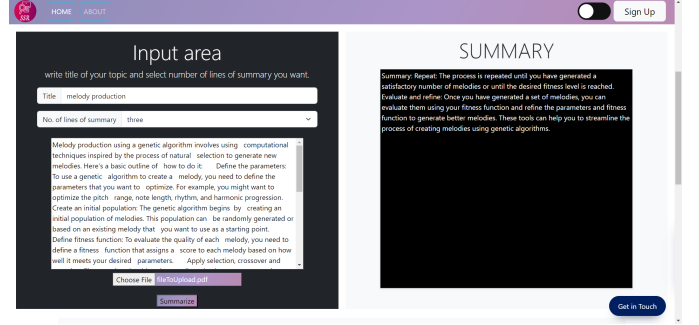 HOME ABOUT
Sign Up
Input area
write title of your topic and select number of lines of summary you want.
Title melody production
No. of lines of summary three
Melody production using a genetic algorithm involves using computational
techniques inspired by the process of natural selection to generate new
melodies. Here's a basic outline of how to do it: Define the parameters:
To use a genetic algorithm to create a melody, you need to define the
parameters that you want to optimize. For example, you might want to
optimize the pitch range, note length, rhythm, and harmonic progression.
Create an initial population: The genetic algorithm begins by creating an
initial population of melodies. This population can be randomly generated or
based on an existing melody that you want to use as a starting point.
Define fitness function: To evaluate the quality of each melody, you need to
define a fitness function that assigns a score to each melody based on how
well it meets your desired parameters. Apply selection, crossover and
Choose File fileToUpload.pdf
Summarize
SUMMARY
Summary: Repeat: The process is repeated until you have generated a
satisfactory number of melodies or until the desired fitness level is reached.
Evaluate and refine: Once you have generated a set of melodies, you can
evaluate them using your fitness function and refine the parameters and fitness
function to generate better melodies. These tools can help you to streamline the
process of creating melodies using genetic algorithms.
Get in Touch